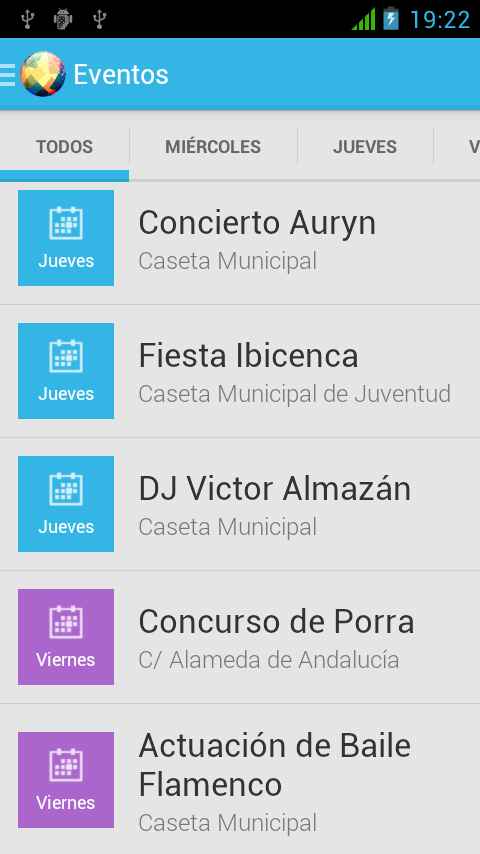 19:22
Eventos
TODOS MIÉRCOLES JUEVES V
Concierto Auryn
Jueves
Caseta Municipal
Fiesta Ibicenca
Jueves
Caseta Municipal de Juventud
DJ Victor Almazán
Jueves
Caseta Municipal
Concurso de Porra
Viernes
C/ Alameda de Andalucía
Actuación de Baile
Flamenco
Viernes
Caseta Municipal